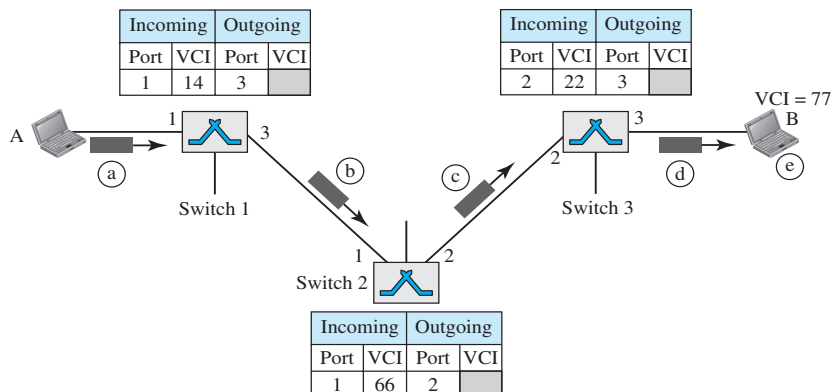 Incoming Outgoing
Port VCI Port VCI
1 14 3
Incoming Outgoing
Port VCI Port VCI
2 22 3
VCI = 77
A
1
3
B
3
2
a
b
c
d
e
Switch 1
Switch 3
1
2
Switch 2
Incoming Outgoing
Port VCI Port VCI
1 66 2